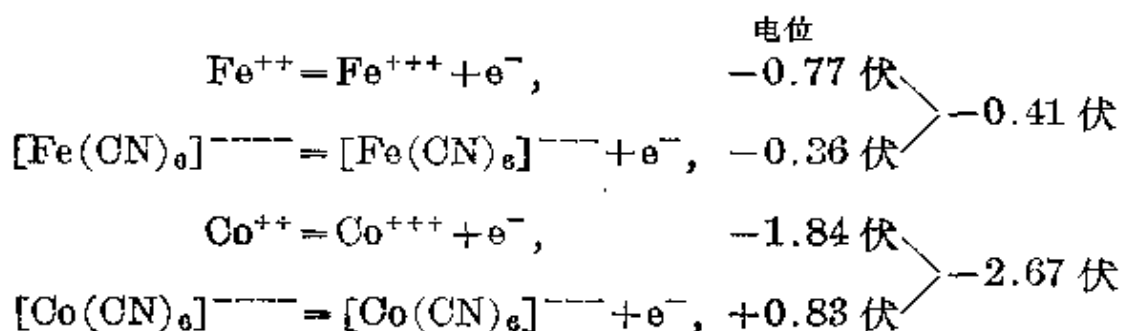 电位
Fe⁺⁺ = Fe⁺⁺⁺ + e⁻, −0.77 伏
−0.41 伏
[Fe(CN)₆]⁻⁻⁻⁻ = [Fe(CN)₆]⁻⁻⁻ + e⁻, −0.36 伏
Co⁺⁺ = Co⁺⁺⁺ + e⁻, −1.84 伏
−2.67 伏
[Co(CN)₆]⁻⁻⁻⁻ = [Co(CN)₆]⁻⁻⁻ + e⁻, +0.83 伏